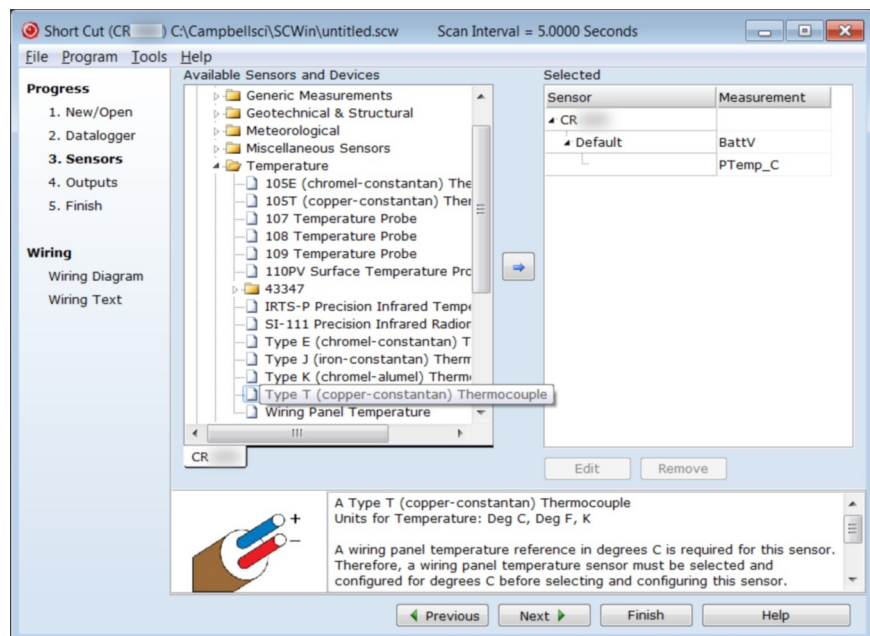 Short Cut (CR ) C:\Campbellsci\SCWin\untitled.scw Scan Interval = 5.0000 Seconds
File Program Tools Help
Progress
1. New/Open
2. Datalogger
3. Sensors
4. Outputs
5. Finish
Wiring
Wiring Diagram
Wiring Text
Available Sensors and Devices
Generic Measurements
Geotechnical & Structural
Meteorological
Miscellaneous Sensors
Temperature
105E (chromel-constantan) The
105T (copper-constantan) Ther
107 Temperature Probe
108 Temperature Probe
109 Temperature Probe
110PV Surface Temperature Pro
43347
IRTS-P Precision Infrared Tempe
SI-111 Precision Infrared Radior
Type E (chromel-constantan) T
Type J (iron-constantan) Therm
Type K (chromel-alumel) Therm
Type T (copper-constantan) Thermocouple
Wiring Panel Temperature
CR
Selected
Sensor Measurement
CR
Default BattV
PTemp_C
Edit Remove
+
-
A Type T (copper-constantan) Thermocouple
Units for Temperature: Deg C, Deg F, K
A wiring panel temperature reference in degrees C is required for this sensor.
Therefore, a wiring panel temperature sensor must be selected and
configured for degrees C before selecting and configuring this sensor.
Previous Next Finish Help